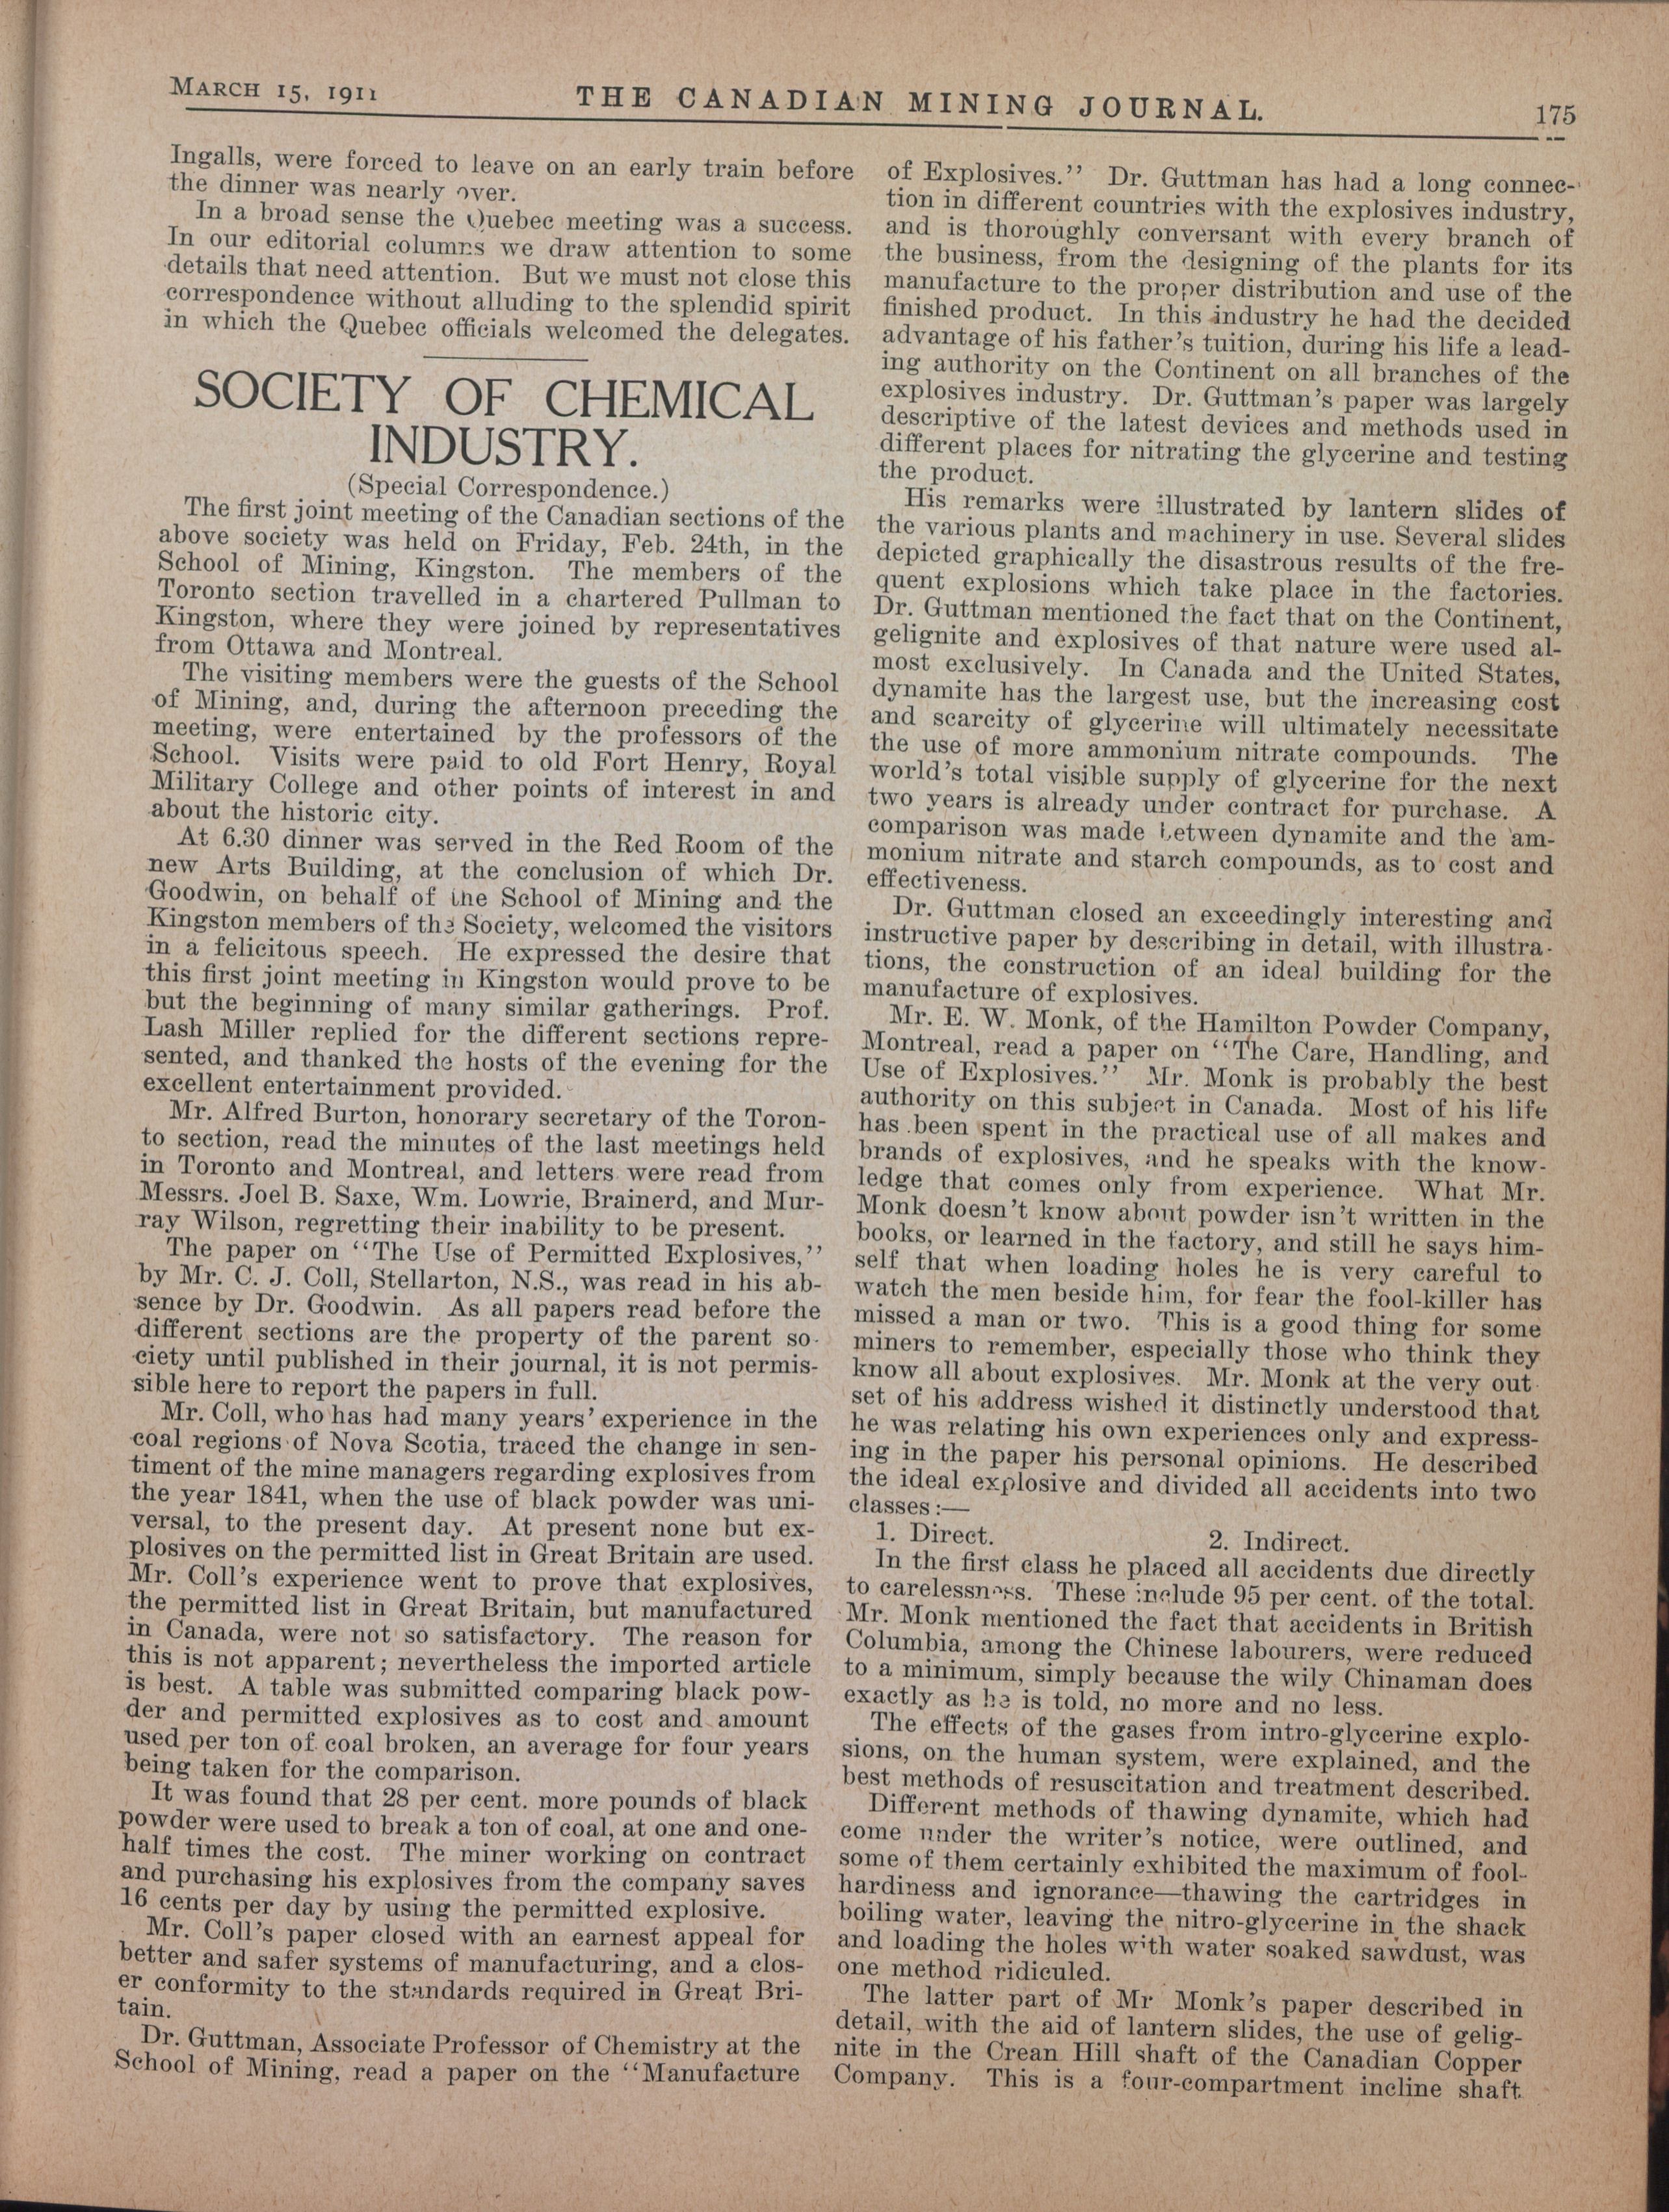 MARCH 15, 1911
THE CANADIAN MINING JOURNAL.
175
Ingalls, were forced to leave on an early train before
the dinner was nearly over.
In a broad sense the Quebec meeting was a success.
In our editorial columns we draw attention to some
details that need attention. But we must not close this
correspondence without alluding to the splendid spirit
in which the Quebec officials welcomed the delegates.
SOCIETY OF CHEMICAL
INDUSTRY.
(Special Correspondence.)
The first joint meeting of the Canadian sections of the
above society was held on Friday, Feb. 24th, in the
School of Mining, Kingston. The members of the
Toronto section travelled in a chartered Pullman to
Kingston, where they were joined by representatives
from Ottawa and Montreal.
The visiting members were the guests of the School
of Mining, and, during the afternoon preceding the
meeting, were entertained by the professors of the
School. Visits were paid to old Fort Henry, Royal
Military College and other points of interest in and
about the historic city.
At 6.30 dinner was served in the Red Room of the
new Arts Building, at the conclusion of which Dr.
Goodwin, on behalf of the School of Mining and the
Kingston members of the Society, welcomed the visitors
in a felicitous speech. He expressed the desire that
this first joint meeting in Kingston would prove to be
but the beginning of many similar gatherings. Prof.
Lash Miller replied for the different sections repre-
sented, and thanked the hosts of the evening for the
excellent entertainment provided.
Mr. Alfred Burton, honorary secretary of the Toron-
to section, read the minutes of the last meetings held
in Toronto and Montreal, and letters were read from
Messrs. Joel B. Saxe, Wm. Lowrie, Brainerd, and Mur-
ray Wilson, regretting their inability to be present.
The paper on ‘‘The Use of Permitted Explosives,’’
by Mr. C. J. Coll, Stellarton, N.S., was read in his ab-
sence by Dr. Goodwin. As all papers read before the
different sections are the property of the parent so-
ciety until published in their journal, it is not permis-
sible here to report the papers in full.
Mr. Coll, who has had many years’ experience in the
coal regions of Nova Scotia, traced the change in sen-
timent of the mine managers regarding explosives from
the year 1841, when the use of black powder was uni-
versal, to the present day. At present none but ex-
plosives on the permitted list in Great Britain are used.
Mr. Coll’s experience went to prove that explosives,
the permitted list in Great Britain, but manufactured
in Canada, were not so satisfactory. The reason for
this is not apparent; nevertheless the imported article
is best. A table was submitted comparing black pow-
der and permitted explosives as to cost and amount
used per ton of coal broken, an average for four years
being taken for the comparison.
It was found that 28 per cent. more pounds of black
powder were used to break a ton of coal, at one and one-
half times the cost. The miner working on contract
and purchasing his explosives from the company saves
16 cents per day by using the permitted explosive.
Mr. Coll’s paper closed with an earnest appeal for
better and safer systems of manufacturing, and a clos-
er conformity to the standards required in Great Bri-
tain.
Dr. Guttman, Associate Professor of Chemistry at the
School of Mining, read a paper on the ‘‘Manufacture
of Explosives.’’ Dr. Guttman has had a long connec-
tion in different countries with the explosives industry,
and is thoroughly conversant with every branch of
the business, from the designing of the plants for its
manufacture to the proper distribution and use of the
finished product. In this industry he had the decided
advantage of his father’s tuition, during his life a lead-
ing authority on the Continent on all branches of the
explosives industry. Dr. Guttman’s paper was largely
descriptive of the latest devices and methods used in
different places for nitrating the glycerine and testing
the product.
His remarks were illustrated by lantern slides of
the various plants and machinery in use. Several slides
depicted graphically the disastrous results of the fre-
quent explosions which take place in the factories.
Dr. Guttman mentioned the fact that on the Continent,
gelignite and explosives of that nature were used al-
most exclusively. In Canada and the United States,
dynamite has the largest use, but the increasing cost
and scarcity of glycerine will ultimately necessitate
the use of more ammonium nitrate compounds. The
world’s total visible supply of glycerine for the next
two years is already under contract for purchase. A
comparison was made between dynamite and the am-
monium nitrate and starch compounds, as to cost and
effectiveness.
Dr. Guttman closed an exceedingly interesting and
instructive paper by describing in detail, with illustra-
tions, the construction of an ideal building for the
manufacture of explosives.
Mr. E. W. Monk, of the Hamilton Powder Company,
Montreal, read a paper on ‘‘The Care, Handling, and
Use of Explosives.’’ Mr. Monk is probably the best
authority on this subject in Canada. Most of his life
has been spent in the practical use of all makes and
brands of explosives, and he speaks with the know-
ledge that comes only from experience. What Mr.
Monk doesn’t know about powder isn’t written in the
books, or learned in the factory, and still he says him-
self that when loading holes he is very careful to
watch the men beside him, for fear the fool-killer has
missed a man or two. This is a good thing for some
miners to remember, especially those who think they
know all about explosives. Mr. Monk at the very out-
set of his address wished it distinctly understood that
he was relating his own experiences only and express-
ing in the paper his personal opinions. He described
the ideal explosive and divided all accidents into two
classes:—
1. Direct. 2. Indirect.
In the first class he placed all accidents due directly
to carelessness. These include 95 per cent. of the total.
Mr. Monk mentioned the fact that accidents in British
Columbia, among the Chinese labourers, were reduced
to a minimum, simply because the wily Chinaman does
exactly as he is told, no more and no less.
The effects of the gases from intro-glycerine explo-
sions, on the human system, were explained, and the
best methods of resuscitation and treatment described.
Different methods of thawing dynamite, which had
come under the writer’s notice, were outlined, and
some of them certainly exhibited the maximum of fool-
hardiness and ignorance—thawing the cartridges in
boiling water, leaving the nitro-glycerine in the shack
and loading the holes with water soaked sawdust, was
one method ridiculed.
The latter part of Mr Monk’s paper described in
detail, with the aid of lantern slides, the use of gelig-
nite in the Crean Hill shaft of the Canadian Copper
Company. This is a four-compartment incline shaft